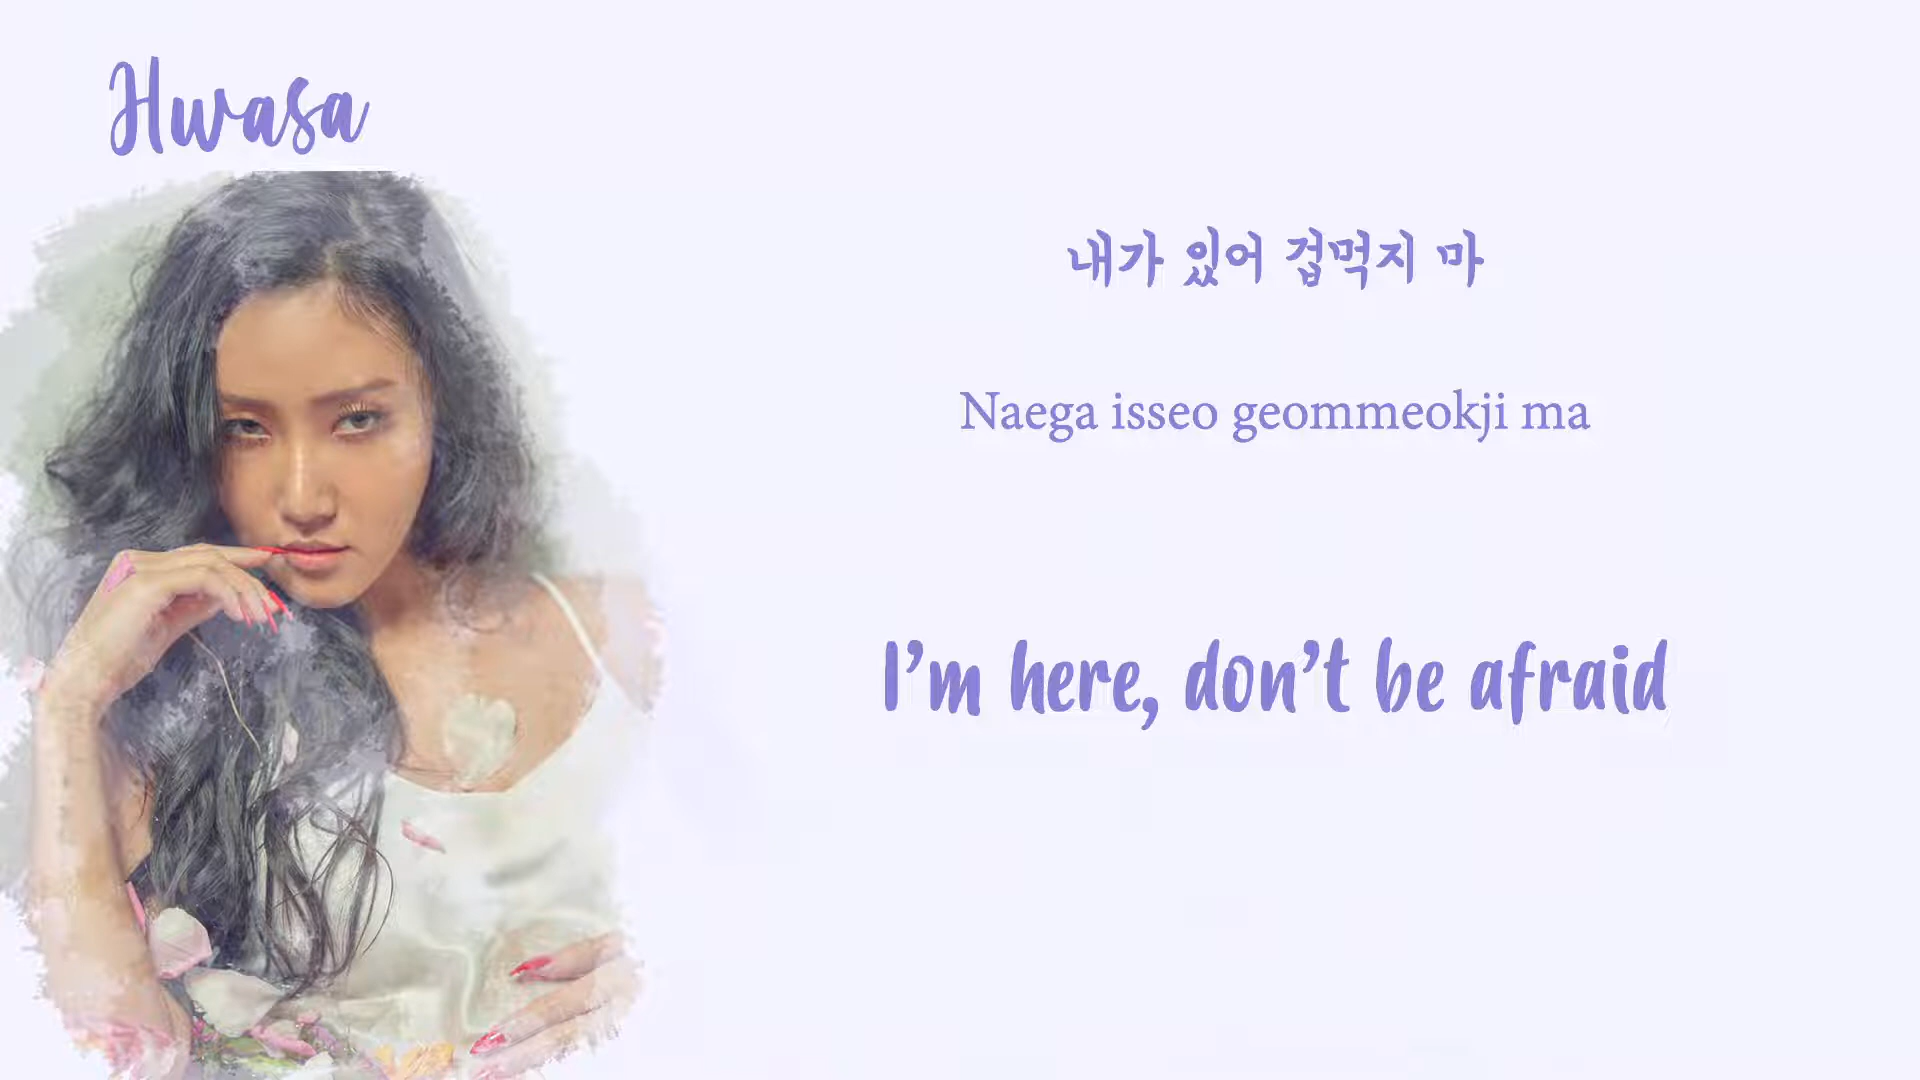 Hwasa
내가 있어 겁먹지 마
Naega isseo geommeokji ma
I'm here, don't be afraid